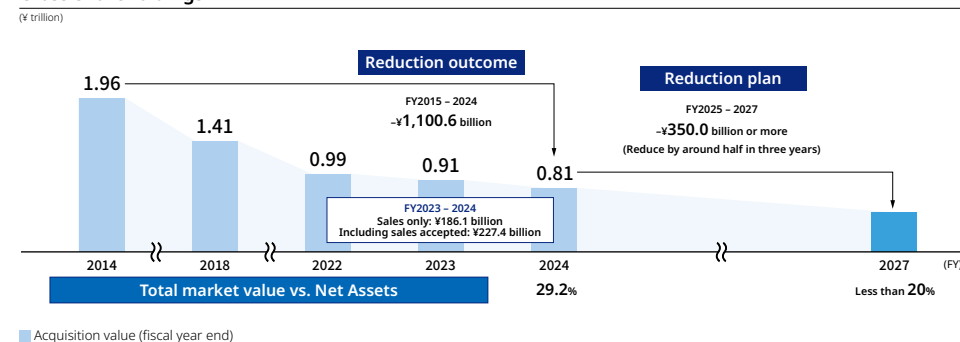 (¥ trillion)
Reduction outcome
Reduction plan
1.96
FY2015 – 2024
–¥1,100.6 billion
FY2025 – 2027
–¥350.0 billion or more
(Reduce by around half in three years)
1.41
0.99
0.91
0.81
FY2023 – 2024
Sales only: ¥186.1 billion
Including sales accepted: ¥227.4 billion
2014
2018
2022
2023
2024
2027
(FY)
Total market value vs. Net Assets
29.2%
Less than 20%
Acquisition value (fiscal year end)